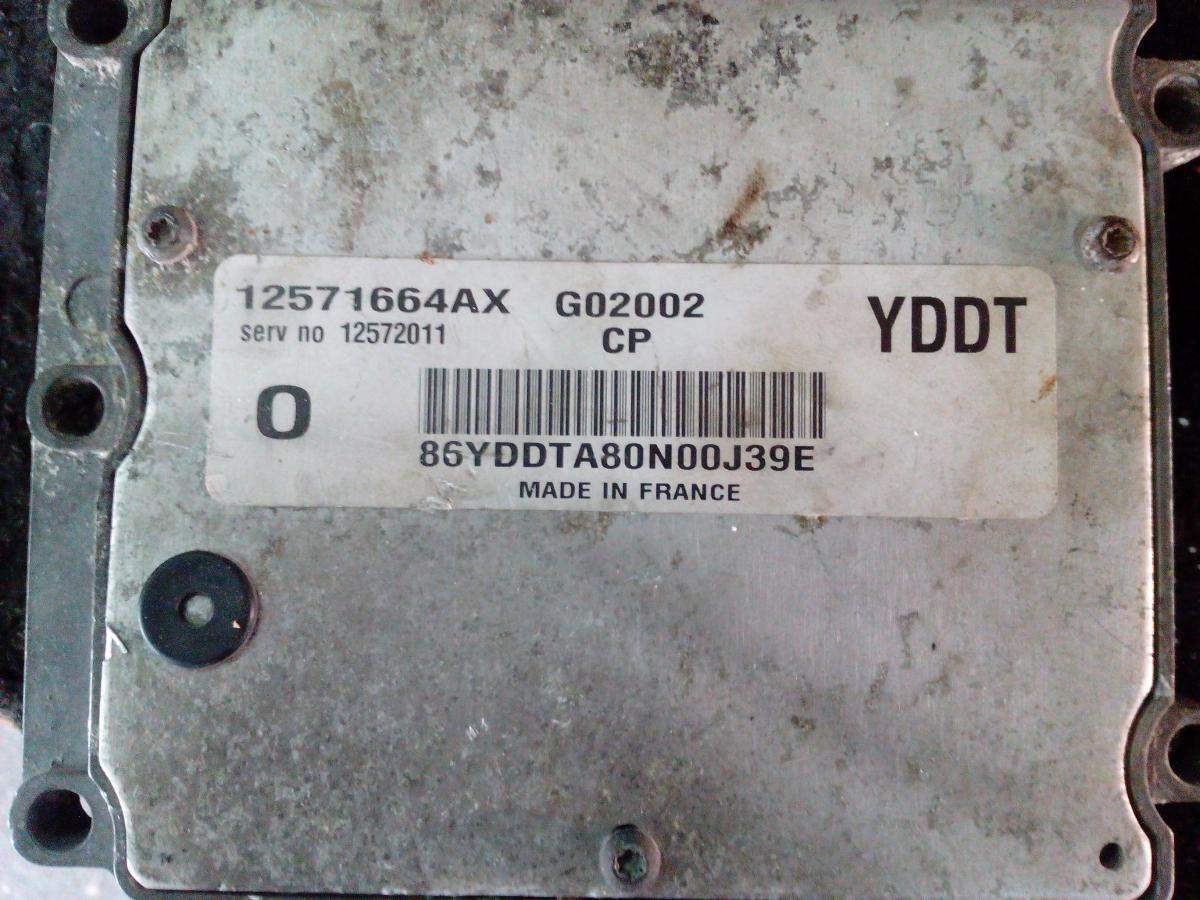 12571664AX G02002 YDDT
serv no 12572011 CP
O
86YDDTA80N00J39E
MADE IN FRANCE